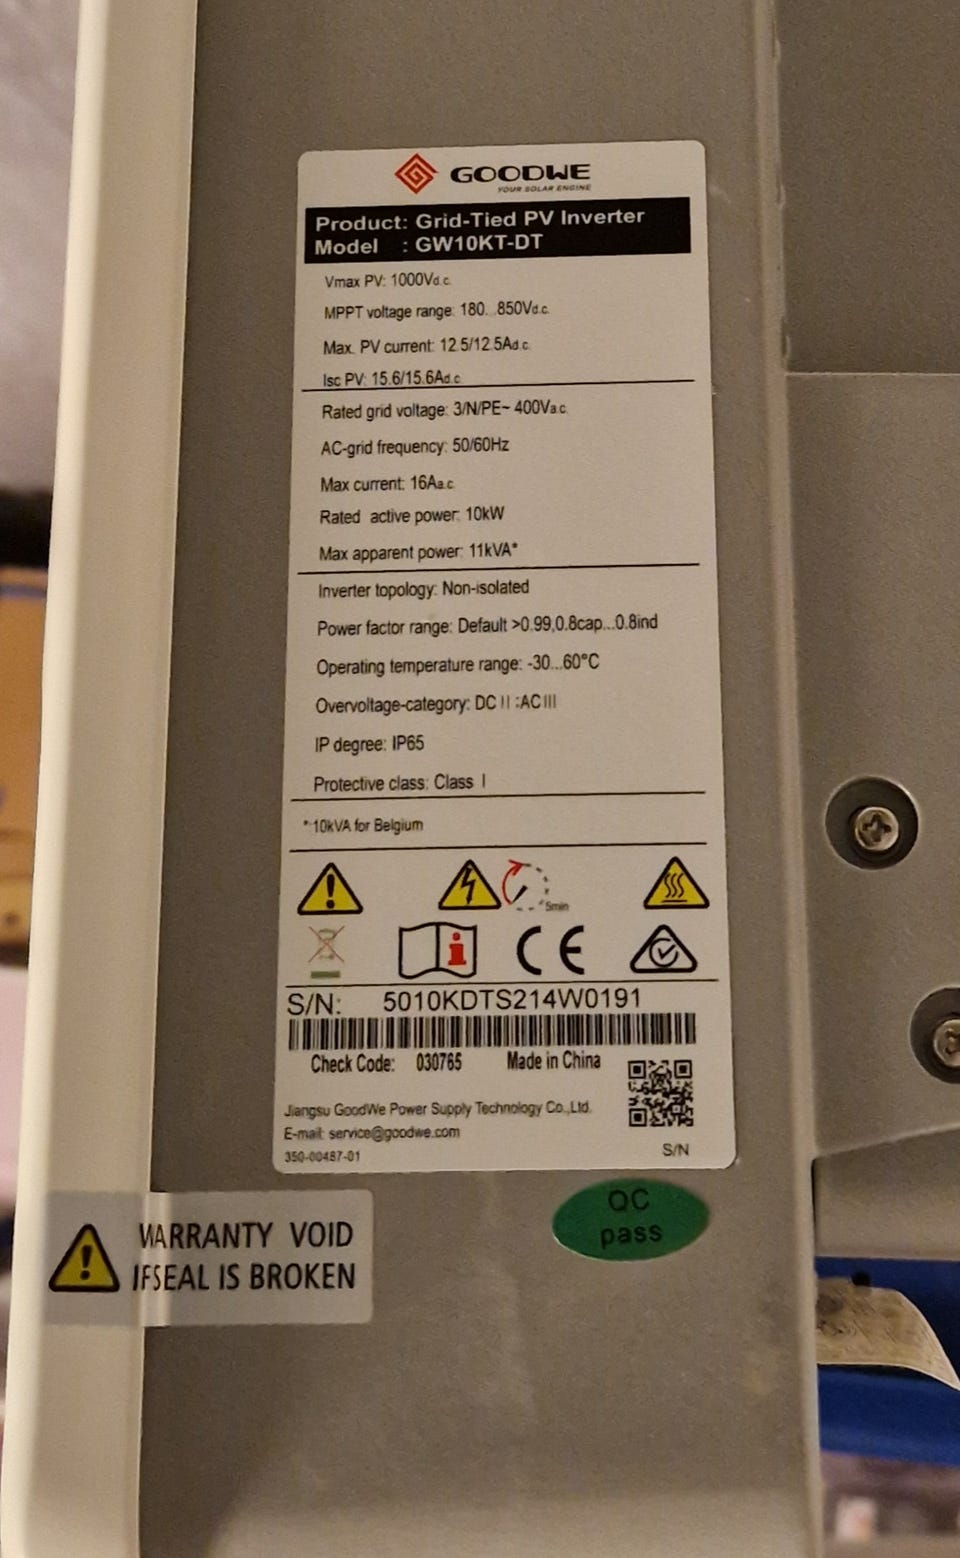 GOODWE
YOUR SOLAR ENGINE
Product: Grid-Tied PV Inverter
Model : GW10KT-DT
Vmax PV: 1000Vd.c.
MPPT voltage range: 180...850Vd.c.
Max. PV current: 12.5/12.5Ad.c.
Isc PV: 15.6/15.6Ad.c.
Rated grid voltage: 3/N/PE~ 400Va.c.
AC-grid frequency: 50/60Hz
Max current: 16Aa.c.
Rated active power: 10kW
Max apparent power: 11kVA*
Inverter topology: Non-isolated
Power factor range: Default >0.99,0.8cap...0.8ind
Operating temperature range: -30...60°C
Overvoltage-category: DC II :AC III
IP degree: IP65
Protective class: Class I
*:10kVA for Belgium
5min
CE
S/N: 5010KDTS214W0191
Check Code: 030765 Made in China
Jiangsu GoodWe Power Supply Technology Co.,Ltd.
E-mail: service@goodwe.com
350-00487-01
S/N
QC
pass
WARRANTY VOID
IF SEAL IS BROKEN